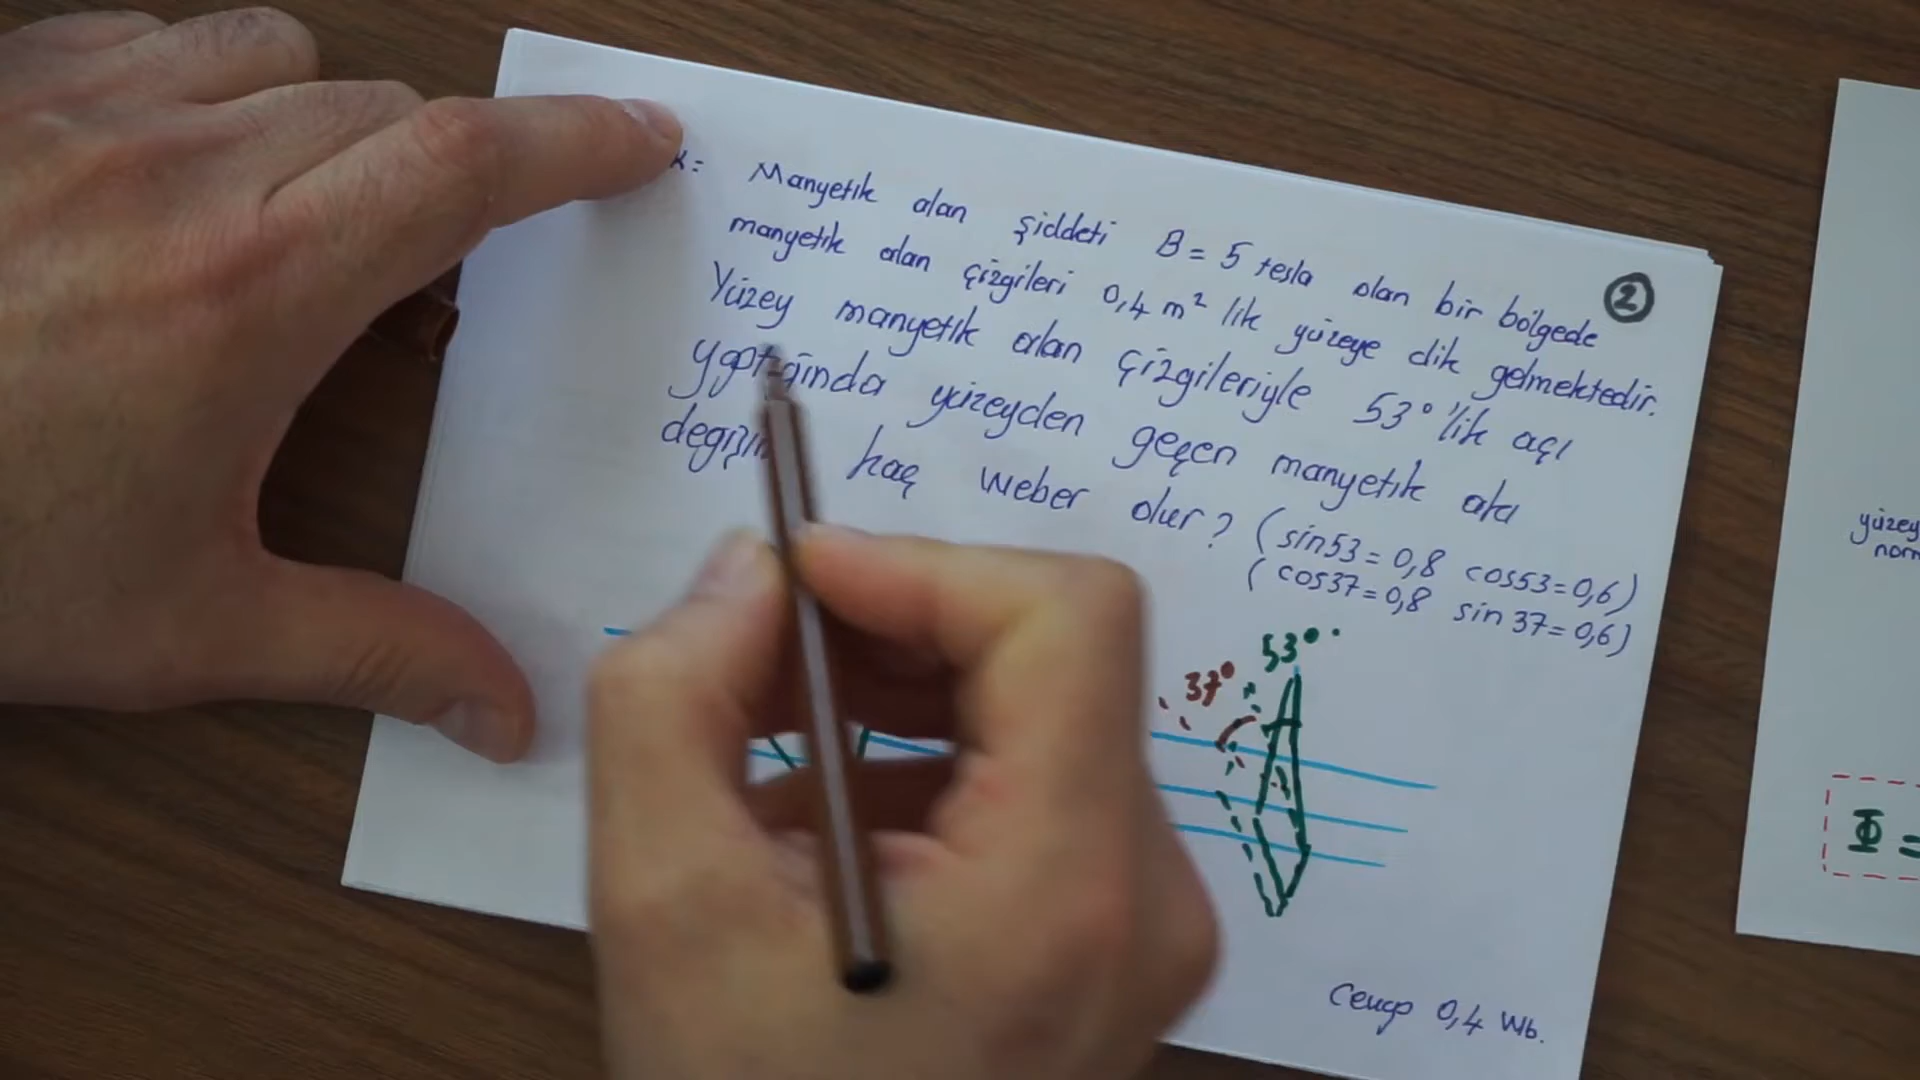 Manyetik alan şiddeti B = 5 tesla olan bir bölgede
manyetik alan çizgileri 0,4 m² lik yüzeye dik gelmektedir.
Yüzey manyetik alan çizgileriyle 53°'lik açı
yaptığında yüzeyden geçen manyetik akı
kaç weber olur? (sin53 = 0,8 cos53 = 0,6)
(cos37 = 0,8 sin 37 = 0,6)
2
53°
37°
Cevap 0,4 Wb.
yüzey
Φ =